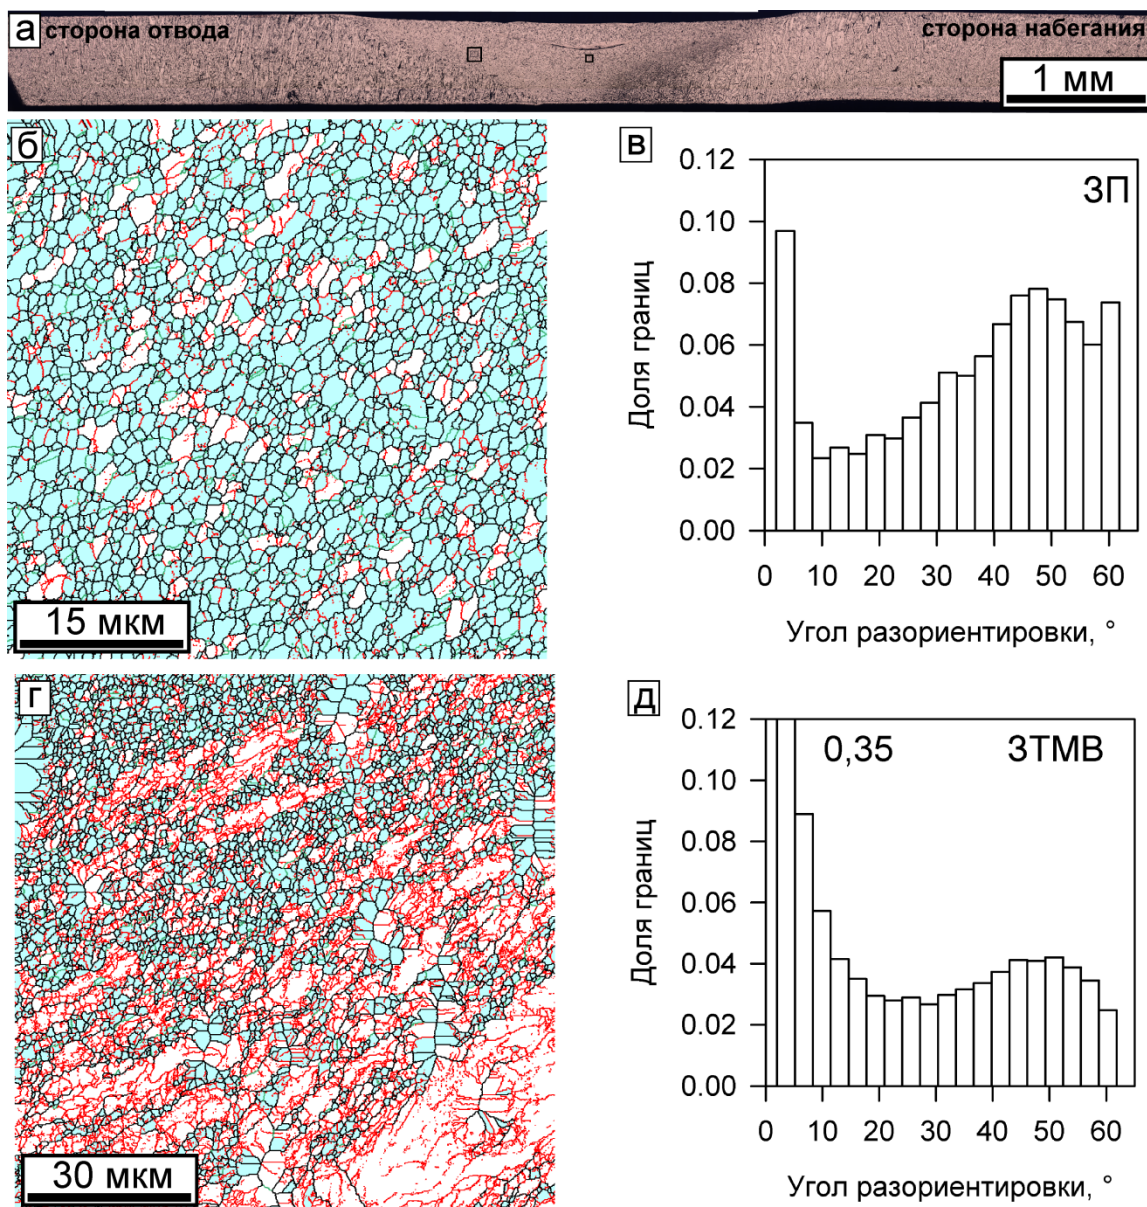 а сторона отвода
сторона набегания
1 мм
б
15 мкм
в
ЗП
0.12
0.10
0.08
0.06
0.04
0.02
0.00
Доля границ
0 10 20 30 40 50 60
Угол разориентировки, °
г
30 мкм
д
0,35 ЗТМВ
0.12
0.10
0.08
0.06
0.04
0.02
0.00
Доля границ
0 10 20 30 40 50 60
Угол разориентировки, °